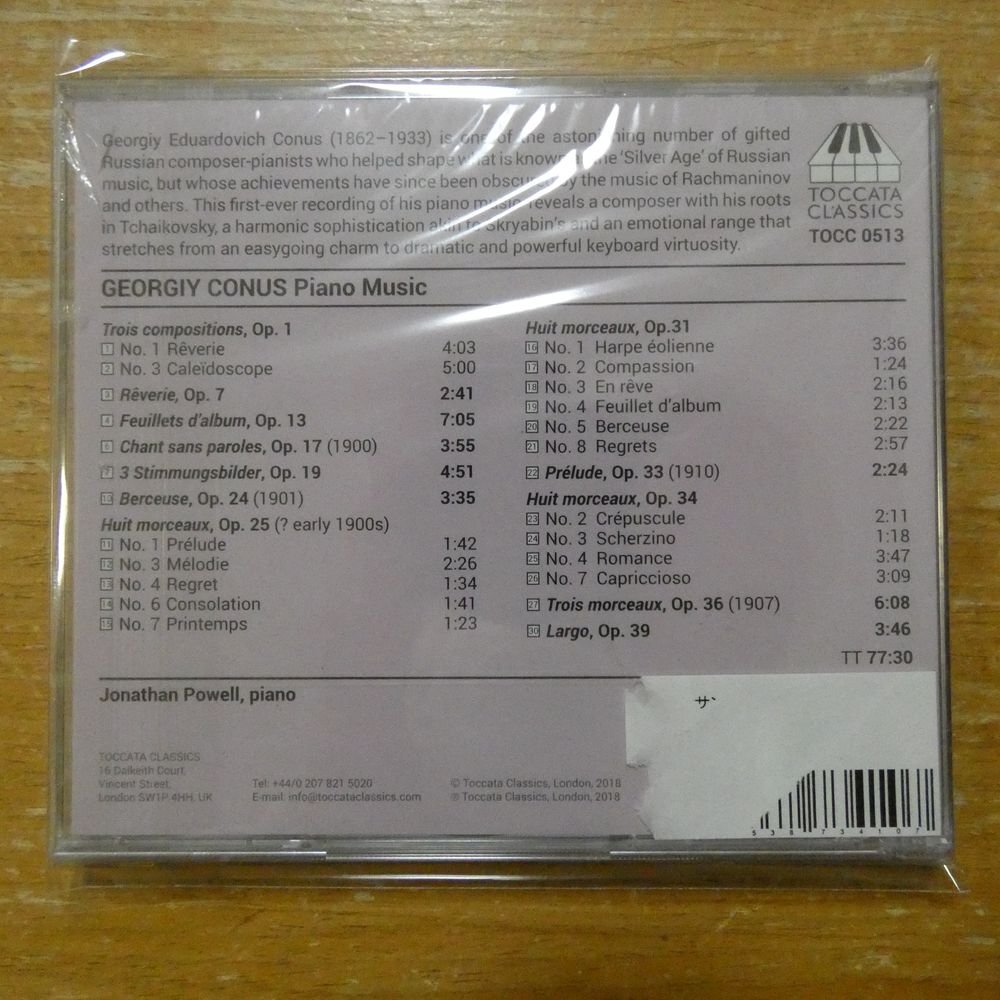 Georgiy Eduardovich Conus (1862–1933) is one of the astonishing number of gifted
Russian composer-pianists who helped shape what is known as the 'Silver Age' of Russian
music, but whose achievements have since been obscured by the music of Rachmaninov
and others. This first-ever recording of his piano music reveals a composer with his roots
in Tchaikovsky, a harmonic sophistication akin to Skryabin's and an emotional range that
stretches from an easygoing charm to dramatic and powerful keyboard virtuosity.
TOCCATA
CLASSICS
TOCC 0513
GEORGIY CONUS Piano Music
Trois compositions, Op. 1
1 No. 1 Rêverie 4:03
2 No. 3 Caleïdoscope 5:00
3 Rêverie, Op. 7 2:41
4 Feuillets d'album, Op. 13 7:05
6 Chant sans paroles, Op. 17 (1900) 3:55
7 3 Stimmungsbilder, Op. 19 4:51
10 Berceuse, Op. 24 (1901) 3:35
Huit morceaux, Op. 25 (? early 1900s)
11 No. 1 Prélude 1:42
12 No. 3 Mélodie 2:26
13 No. 4 Regret 1:34
14 No. 6 Consolation 1:41
15 No. 7 Printemps 1:23
Huit morceaux, Op.31
16 No. 1 Harpe éolienne 3:36
17 No. 2 Compassion 1:24
18 No. 3 En rêve 2:16
19 No. 4 Feuillet d'album 2:13
20 No. 5 Berceuse 2:22
21 No. 8 Regrets 2:57
22 Prélude, Op. 33 (1910) 2:24
Huit morceaux, Op. 34
23 No. 2 Crépuscule 2:11
24 No. 3 Scherzino 1:18
25 No. 4 Romance 3:47
26 No. 7 Capriccioso 3:09
27 Trois morceaux, Op. 36 (1907) 6:08
30 Largo, Op. 39 3:46
TT 77:30
Jonathan Powell, piano
ザ
TOCCATA CLASSICS
16 Dalkeith Court,
Vincent Street,
London SW1P 4HH, UK
Tel: +44/0 207 821 5020
E-mail: info@toccataclassics.com
© Toccata Classics, London, 2018
℗ Toccata Classics, London, 2018
538734107